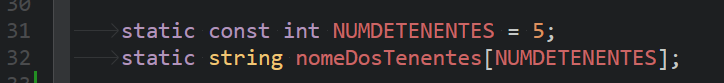 30
31 static const int NUMDETENENTES = 5;
32 static string nomeDosTenentes[NUMDETENENTES];